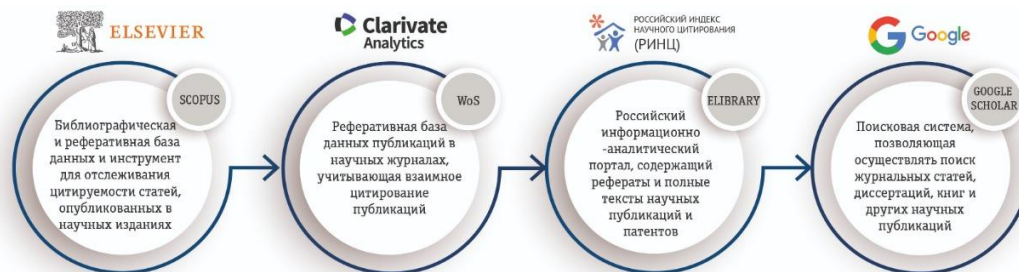 ELSEVIER
SCOPUS
Библиографическая
и реферативная база
данных и инструмент
для отслеживания
цитируемости статей,
опубликованных в
научных изданиях
Clarivate
Analytics
WoS
Реферативная база
данных публикаций в
научных журналах,
учитывающая взаимное
цитирование
публикаций
РОССИЙСКИЙ ИНДЕКС
НАУЧНОГО ЦИТИРОВАНИЯ
(РИНЦ)
ELIBRARY
Российский
информационно
-аналитический
портал, содержащий
рефераты и полные
тексты научных
публикаций и
патентов
G Google
GOOGLE
SCHOLAR
Поисковая система,
позволяющая
осуществлять поиск
журнальных статей,
диссертаций, книг и
других научных
публикаций